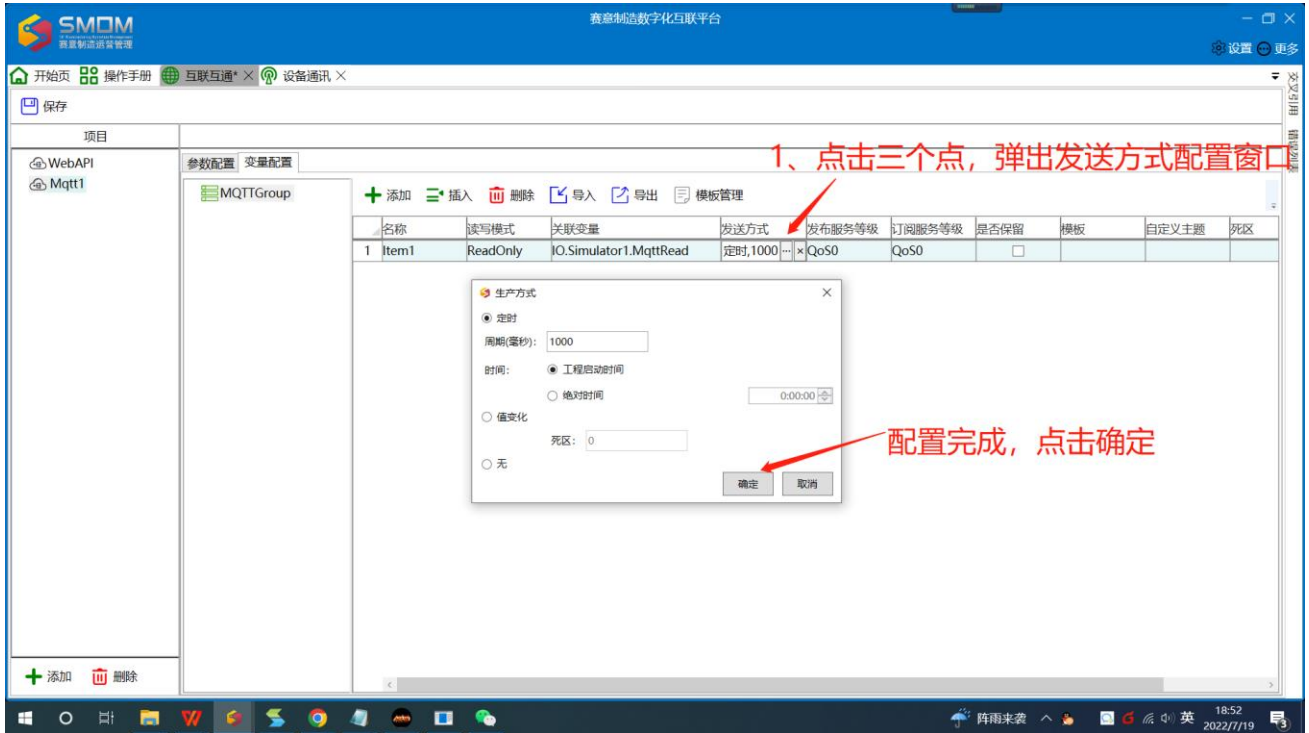 赛意制造数字化互联平台
SMOM
赛意制造运营管理
设置 更多
开始页 操作手册 互联互通* 设备通讯
保存
交叉引用
错误列表
项目
WebAPI
Mqtt1
参数配置 变量配置
1、点击三个点，弹出发送方式配置窗口
MQTTGroup
添加 插入 删除 导入 导出 模板管理
名称 读写模式 关联变量 发送方式 发布服务等级 订阅服务等级 是否保留 模板 自定义主题 死区
1 Item1 ReadOnly IO.Simulator1.MqttRead 定时,1000 ... × QoS0 QoS0
生产方式
定时
周期(毫秒): 1000
时间: 工程启动时间
绝对时间 0:00:00
值变化
死区: 0
无
配置完成，点击确定
确定 取消
添加 删除
阵雨来袭 英 18:52
2022/7/19
3